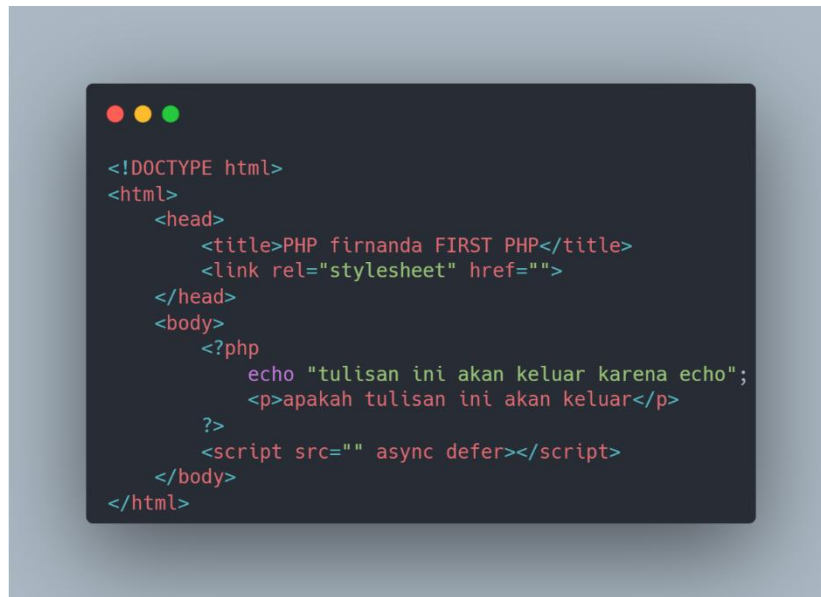 <!DOCTYPE html>
<html>
    <head>
        <title>PHP firnanda FIRST PHP</title>
        <link rel="stylesheet" href="">
    </head>
    <body>
        <?php
            echo "tulisan ini akan keluar karena echo";
            <p>apakah tulisan ini akan keluar</p>
        ?>
        <script src="" async defer></script>
    </body>
</html>